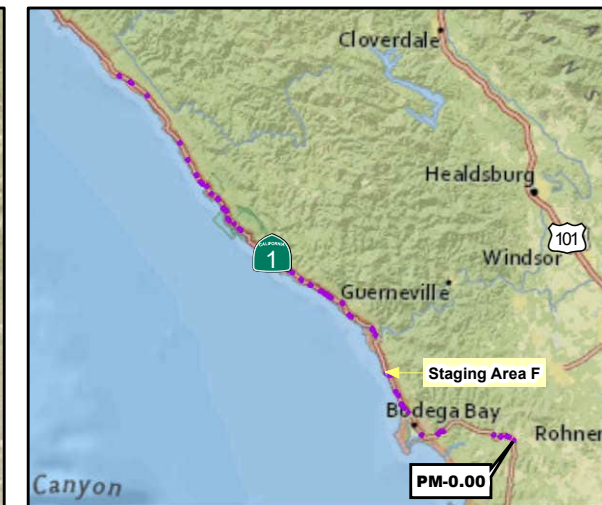 Cloverdale
A I N S
Healdsburg
101
Windsor
CALIFORNIA
1
Guerneville
Staging Area F
Bodega Bay
Rohner
PM-0.00
Canyon